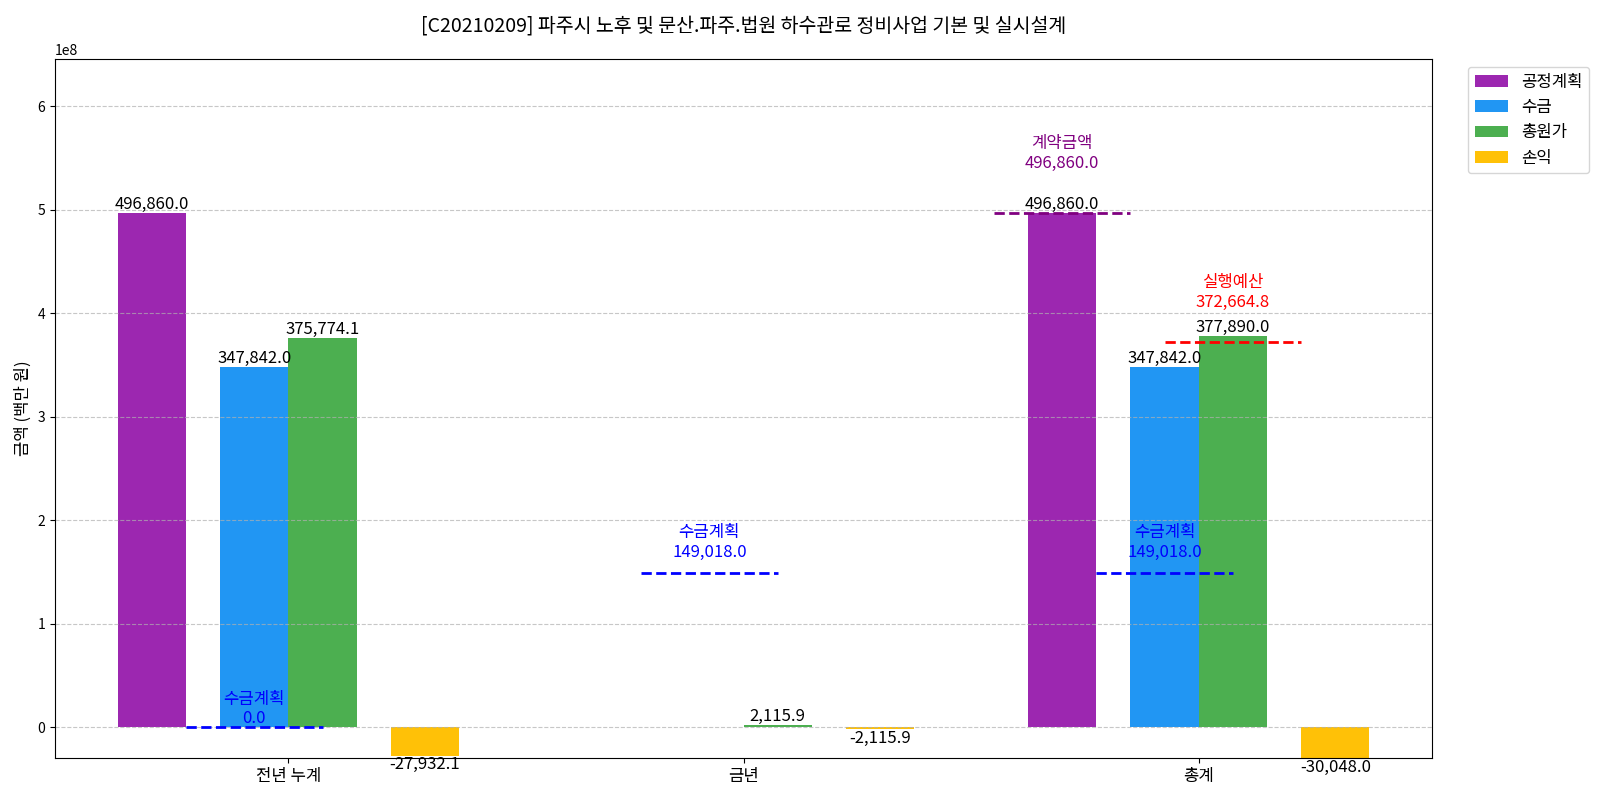 [C20210209] 파주시 노후 및 문산.파주.법원 하수관로 정비사업 기본 및 실시설계
1e8
금액 (백만 원)
6
5
4
3
2
1
0
496,860.0
347,842.0
375,774.1
수금계획
0.0
-27,932.1
수금계획
149,018.0
2,115.9
-2,115.9
계약금액
496,860.0
496,860.0
실행예산
372,664.8
377,890.0
347,842.0
수금계획
149,018.0
-30,048.0
전년 누계
금년
총계
공정계획
수금
총원가
손익